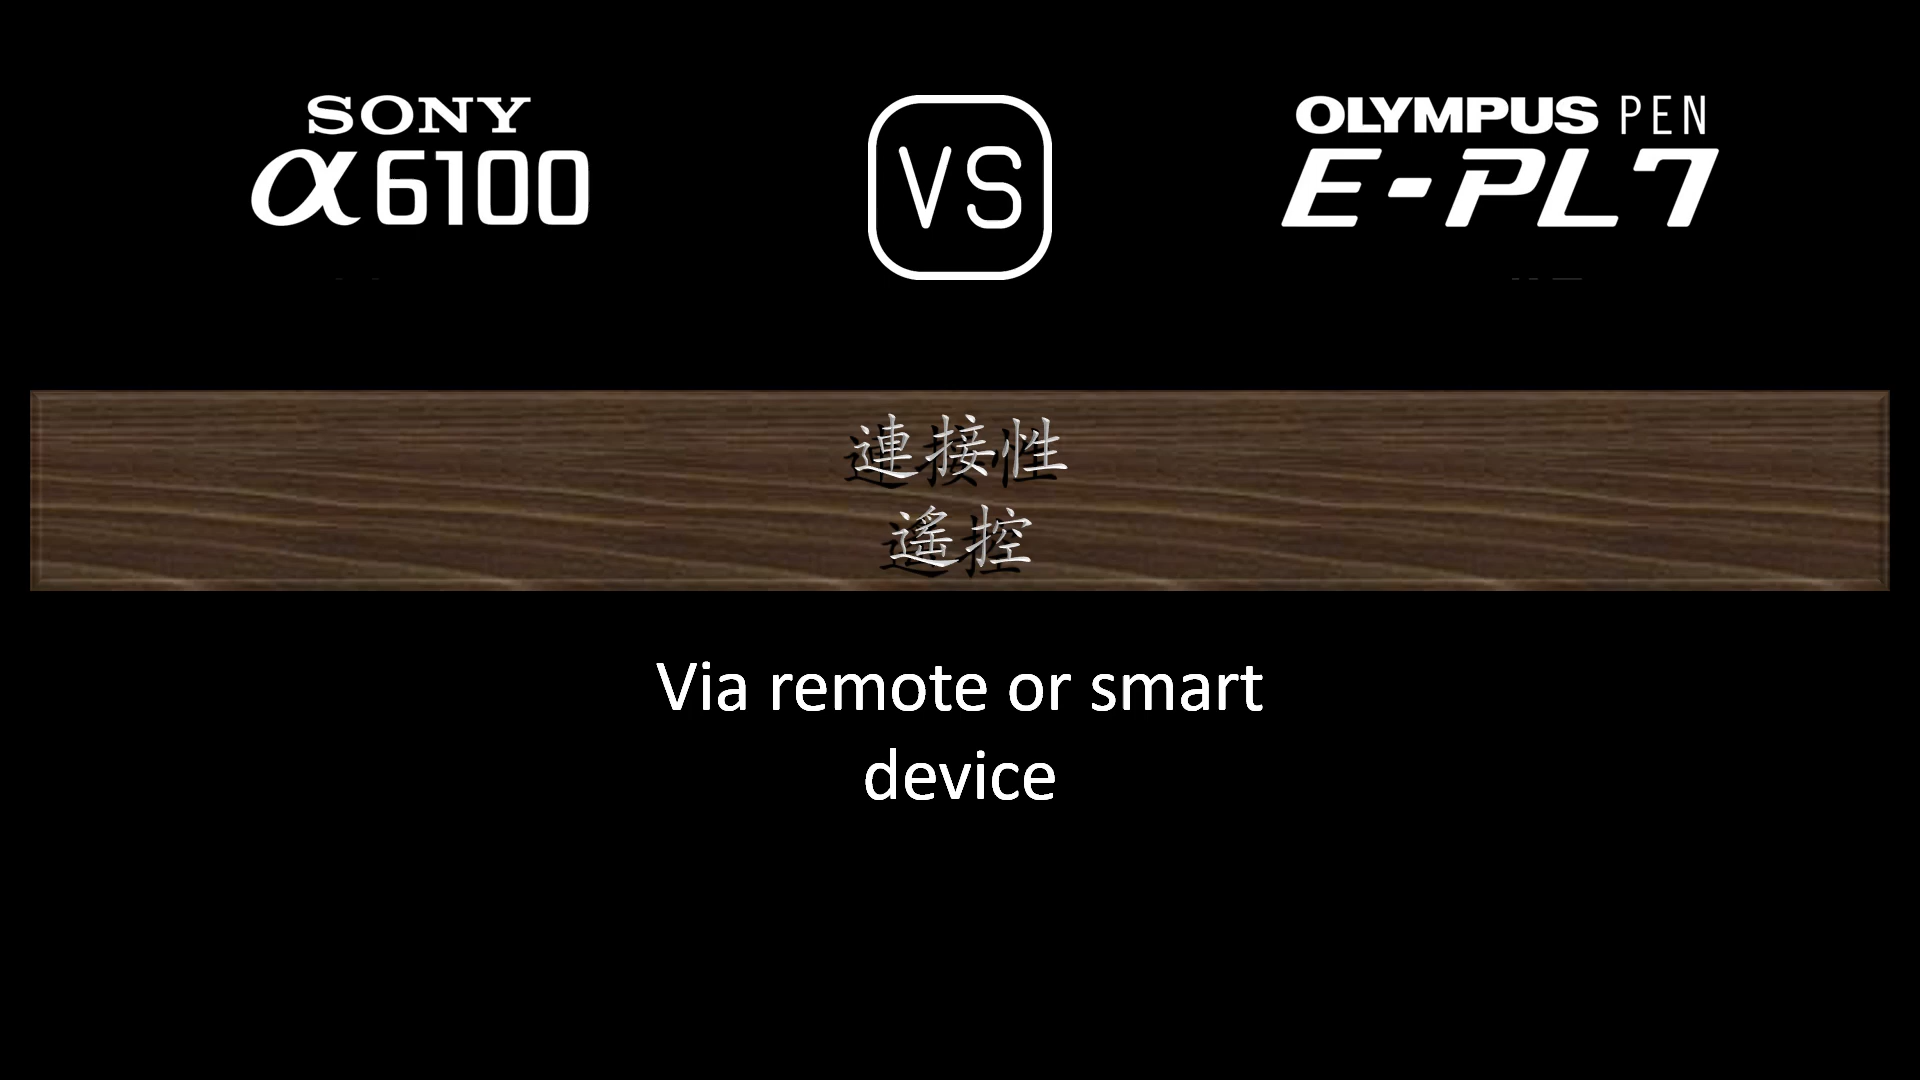 SONY
α6100
VS
OLYMPUS PEN
E-PL7
連接性
遙控
Via remote or smart
device